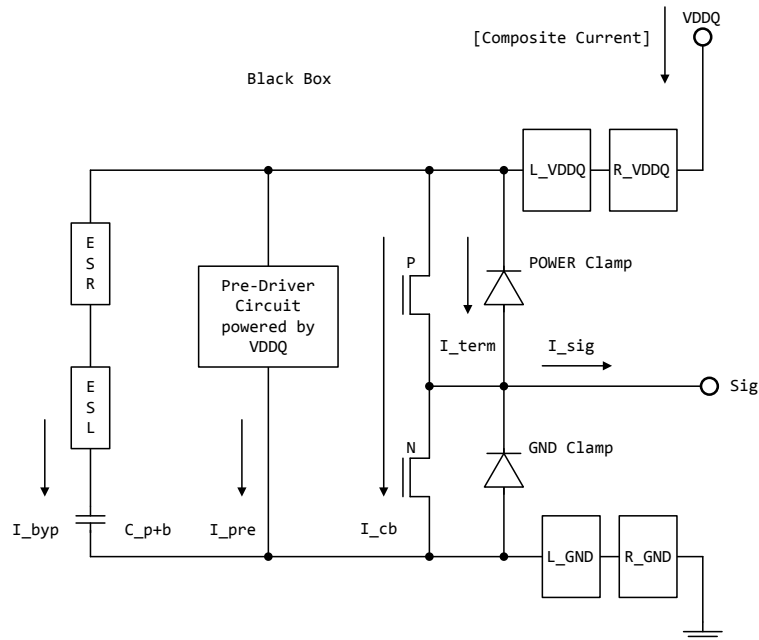 VDDQ
[Composite Current]
Black Box
L_VDDQ
R_VDDQ
E
S
R
P
POWER Clamp
Pre-Driver
Circuit
powered by
VDDQ
I_term
I_sig
Sig
E
S
L
N
GND Clamp
I_byp
C_p+b
I_pre
I_cb
L_GND
R_GND